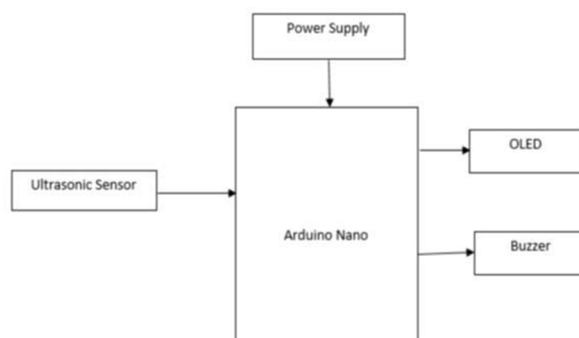 Power Supply
OLED
Ultrasonic Sensor
Arduino Nano
Buzzer